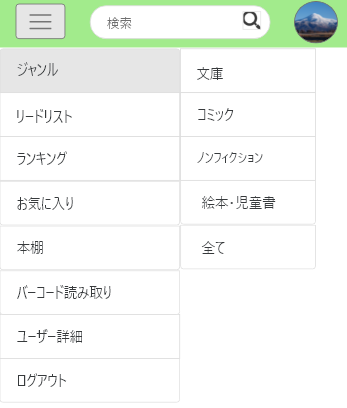 検索
ジャンル
リードリスト
ランキング
お気に入り
本棚
バーコード読み取り
ユーザー詳細
ログアウト
文庫
コミック
ノンフィクション
絵本・児童書
全て